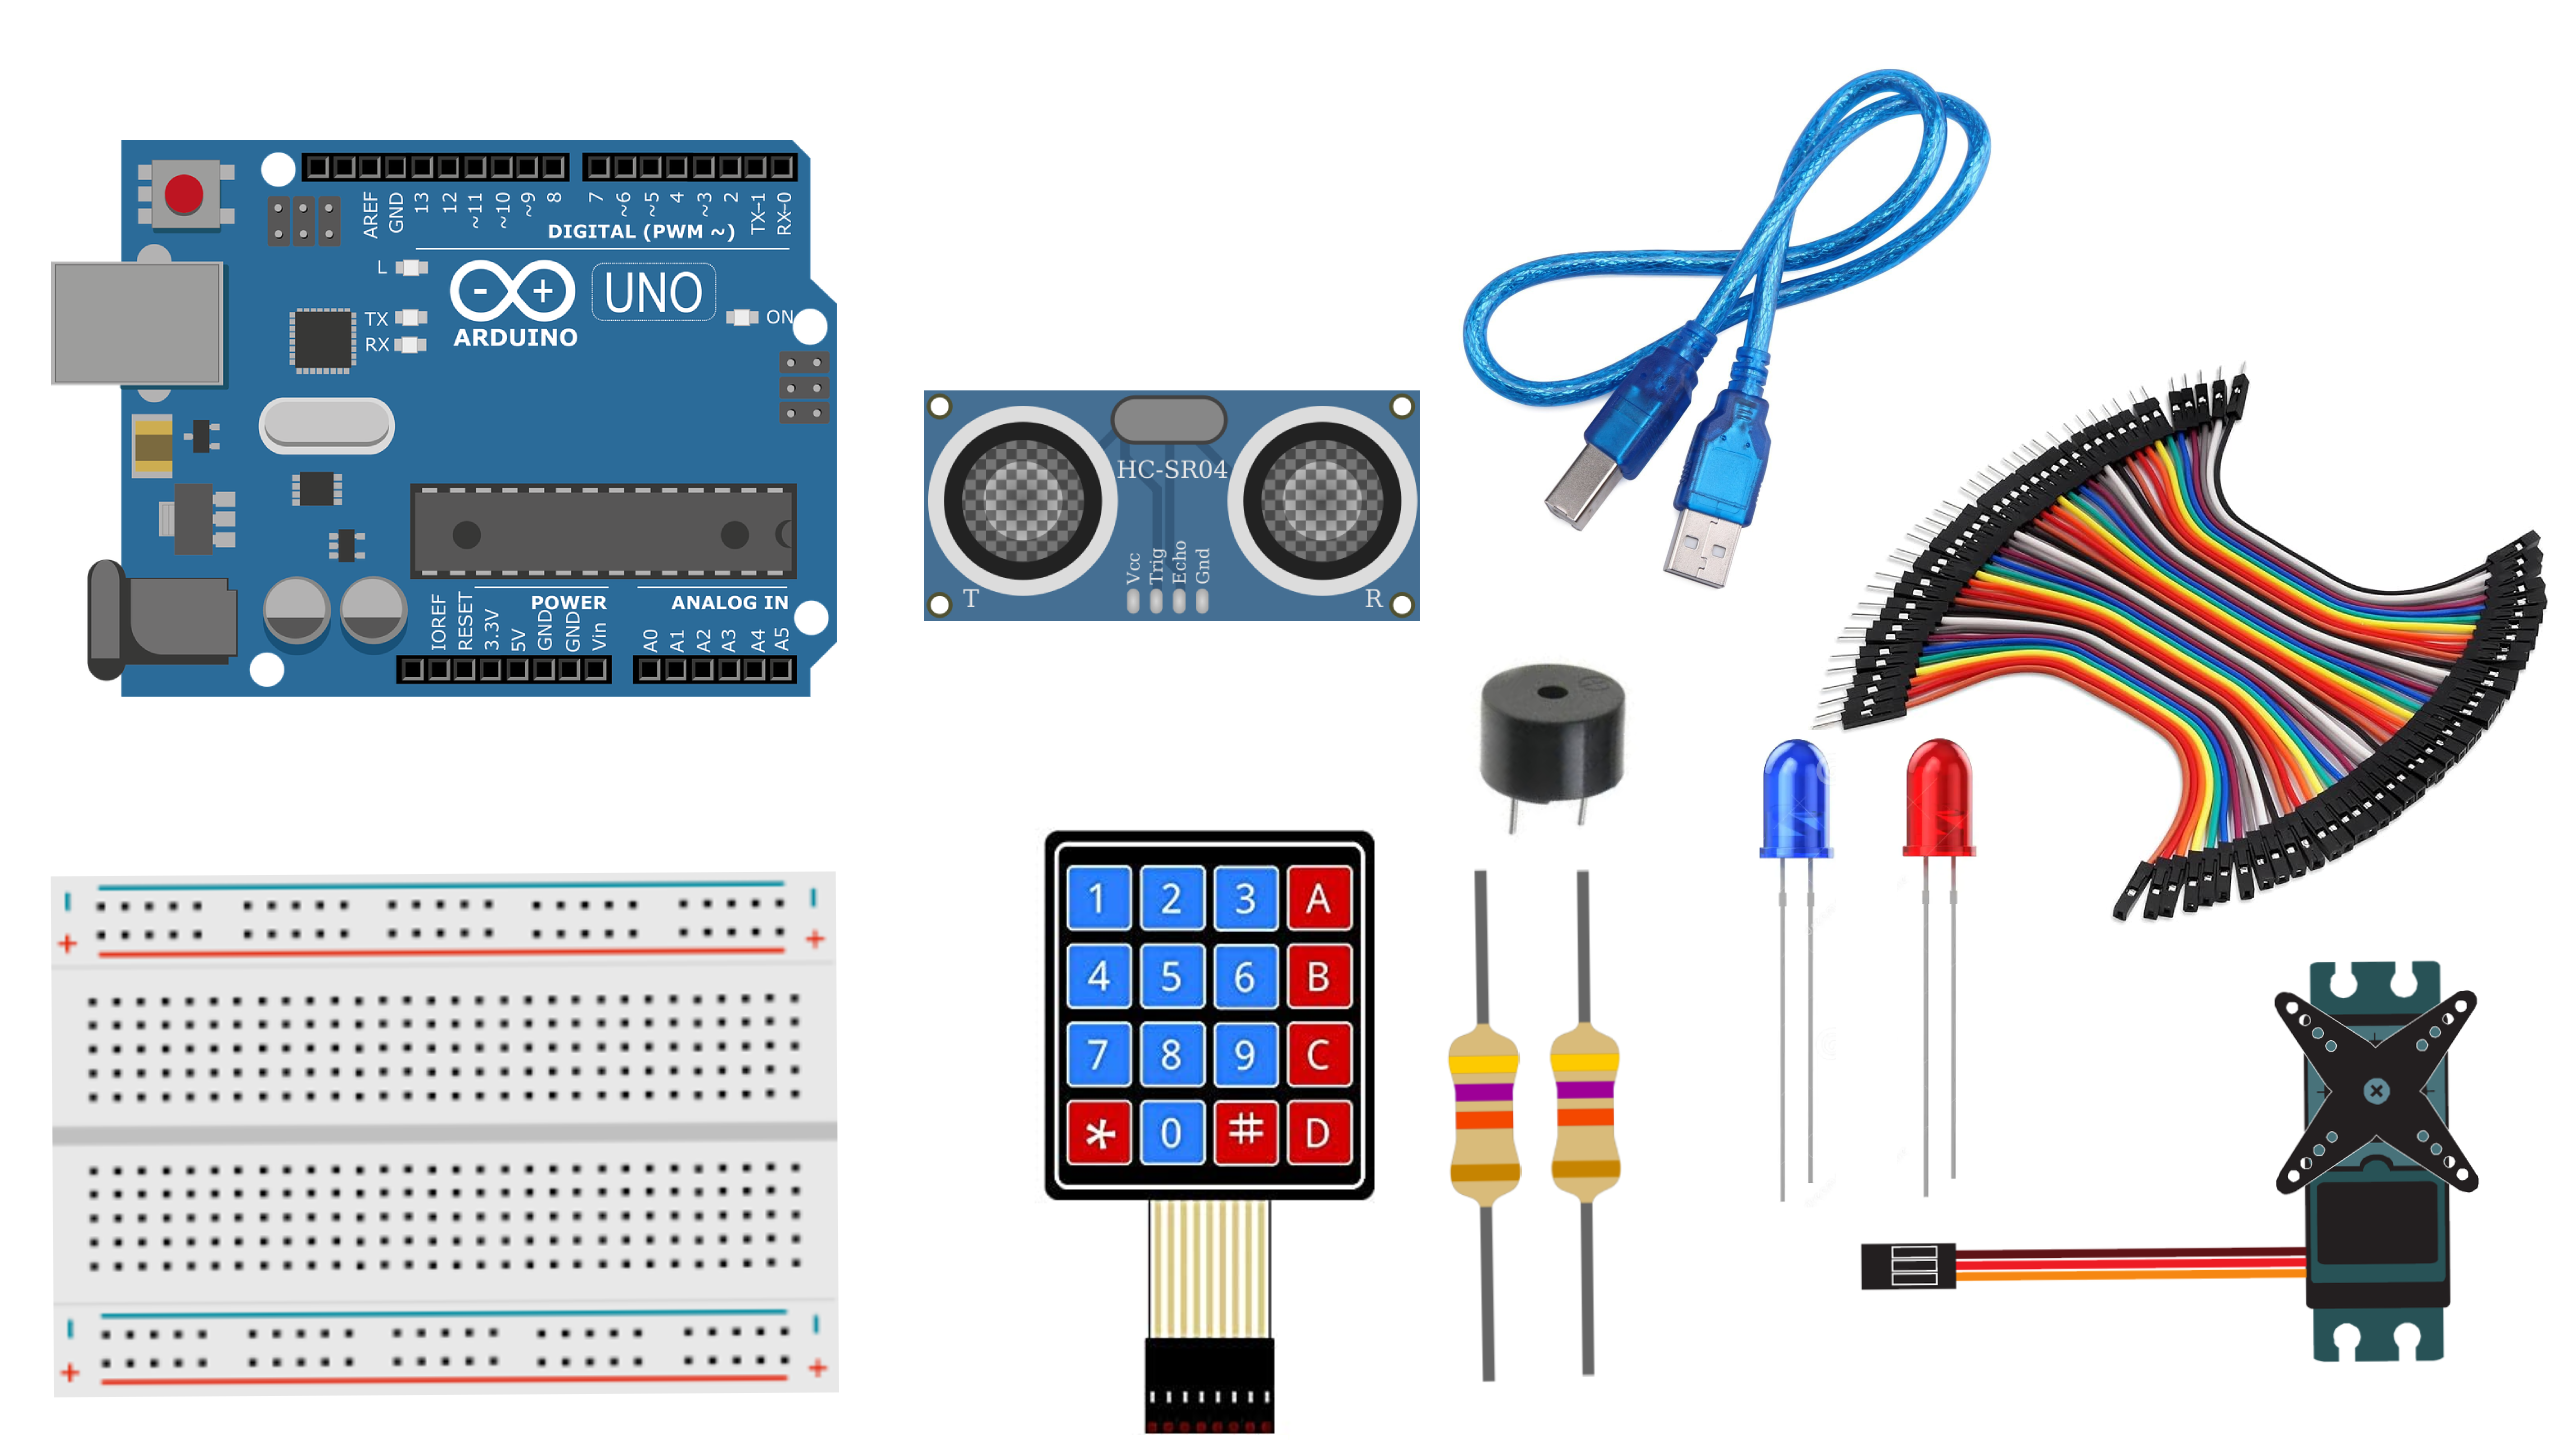 AREF
GND
13
12
~11
~10
~9
8
7
~6
~5
4
~3
2
TX-1
RX-0
DIGITAL (PWM ~)
L
TX
RX
- +
ARDUINO
UNO
ON
POWER
ANALOG IN
IOREF
RESET
3.3V
5V
GND
GND
Vin
A0
A1
A2
A3
A4
A5
HC-SR04
Vcc
Trig
Echo
Gnd
T
R
1 2 3 A
4 5 6 B
7 8 9 C
* 0 # D
- -
+ +
- -
+ +